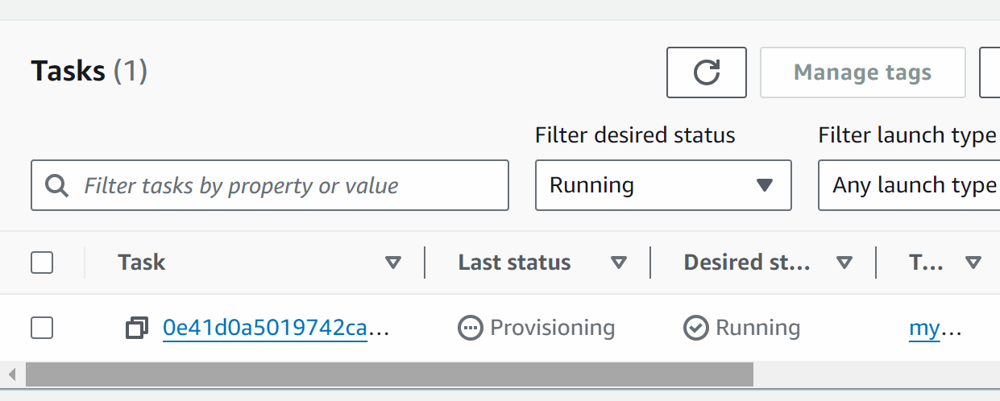 Tasks (1)
Manage tags
Filter desired status
Filter launch type
Filter tasks by property or value
Running
Any launch type
Task
Last status
Desired st...
T...
0e41d0a5019742ca...
Provisioning
Running
my...